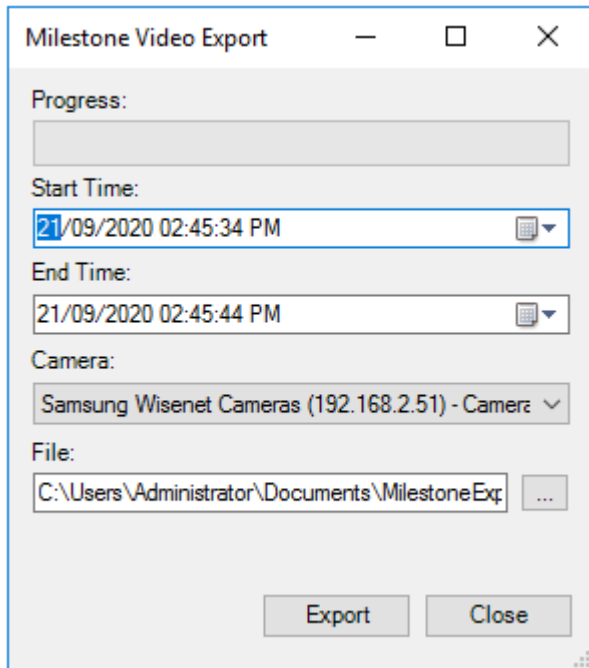 Milestone Video Export
Progress:
Start Time:
21/09/2020 02:45:34 PM
End Time:
21/09/2020 02:45:44 PM
Camera:
Samsung Wisenet Cameras (192.168.2.51) - Camera
File:
C:\Users\Administrator\Documents\MilestoneExp
...
Export Close